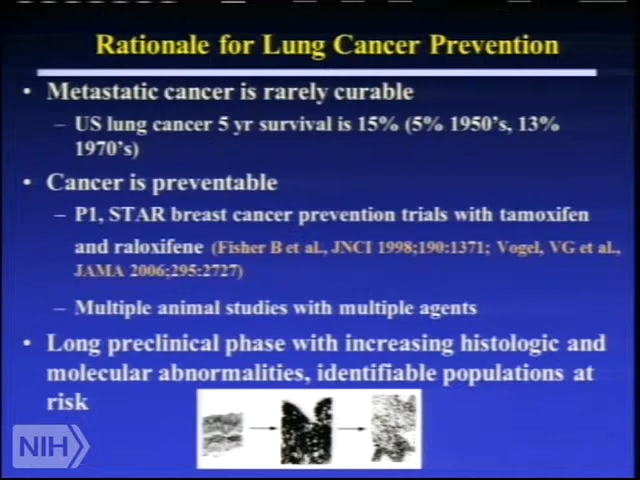 Rationale for Lung Cancer Prevention
• Metastatic cancer is rarely curable
– US lung cancer 5 yr survival is 15% (5% 1950's, 13%
1970's)
• Cancer is preventable
– P1, STAR breast cancer prevention trials with tamoxifen
and raloxifene (Fisher B et al., JNCI 1998;190:1371; Vogel, VG et al.,
JAMA 2006;295:2727)
– Multiple animal studies with multiple agents
• Long preclinical phase with increasing histologic and
molecular abnormalities, identifiable populations at
risk
NIH